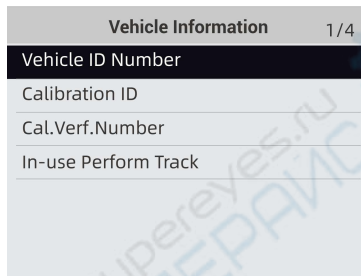 Vehicle Information 1/4
Vehicle ID Number
Calibration ID
Cal.Verf.Number
In-use Perform Track